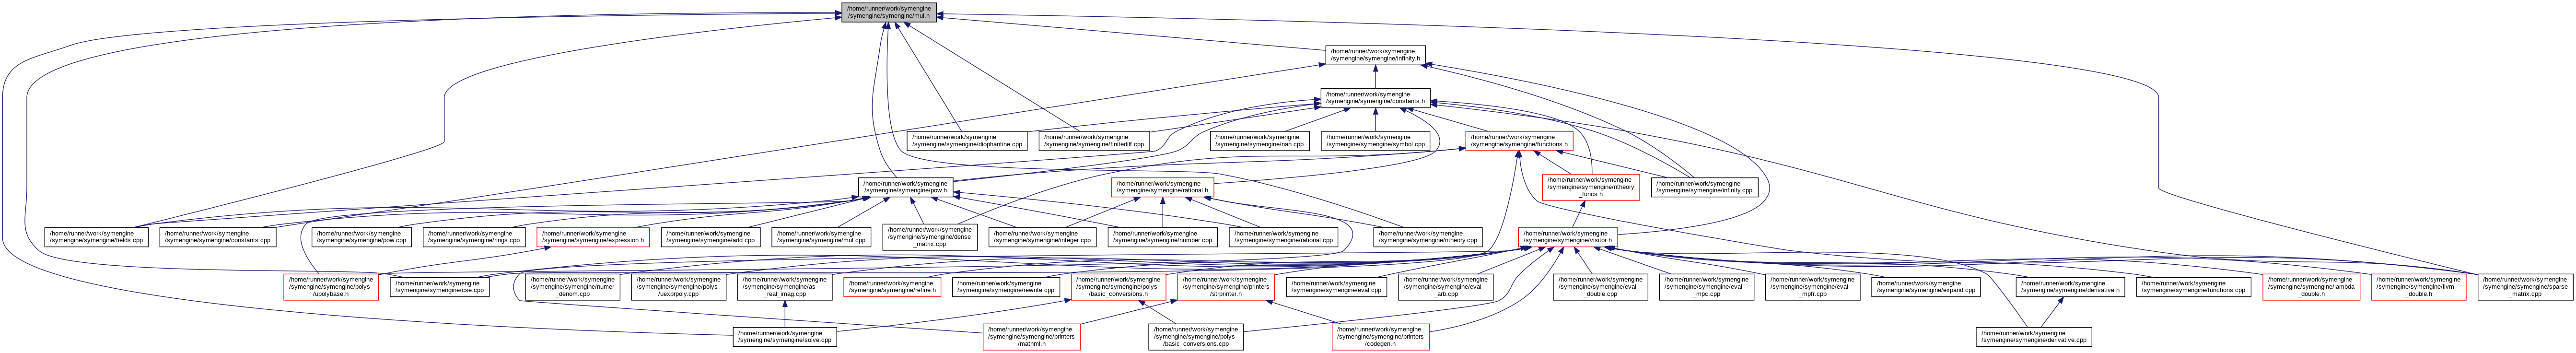 /home/runner/work/symengine
/symengine/symengine/mul.h
/home/runner/work/symengine
/symengine/symengine/infinity.h
/home/runner/work/symengine
/symengine/symengine/constants.h
/home/runner/work/symengine
/symengine/symengine/diophantine.cpp
/home/runner/work/symengine
/symengine/symengine/finitediff.cpp
/home/runner/work/symengine
/symengine/symengine/nan.cpp
/home/runner/work/symengine
/symengine/symengine/symbol.cpp
/home/runner/work/symengine
/symengine/symengine/functions.h
/home/runner/work/symengine
/symengine/symengine/pow.h
/home/runner/work/symengine
/symengine/symengine/rational.h
/home/runner/work/symengine
/symengine/symengine/ntheory
_funcs.h
/home/runner/work/symengine
/symengine/symengine/infinity.cpp
/home/runner/work/symengine
/symengine/symengine/fields.cpp
/home/runner/work/symengine
/symengine/symengine/constants.cpp
/home/runner/work/symengine
/symengine/symengine/pow.cpp
/home/runner/work/symengine
/symengine/symengine/rings.cpp
/home/runner/work/symengine
/symengine/symengine/expression.h
/home/runner/work/symengine
/symengine/symengine/add.cpp
/home/runner/work/symengine
/symengine/symengine/mul.cpp
/home/runner/work/symengine
/symengine/symengine/dense
_matrix.cpp
/home/runner/work/symengine
/symengine/symengine/integer.cpp
/home/runner/work/symengine
/symengine/symengine/number.cpp
/home/runner/work/symengine
/symengine/symengine/rational.cpp
/home/runner/work/symengine
/symengine/symengine/ntheory.cpp
/home/runner/work/symengine
/symengine/symengine/visitor.h
/home/runner/work/symengine
/symengine/symengine/polys
/upolybase.h
/home/runner/work/symengine
/symengine/symengine/cse.cpp
/home/runner/work/symengine
/symengine/symengine/numer
_denom.cpp
/home/runner/work/symengine
/symengine/symengine/polys
/uexprpoly.cpp
/home/runner/work/symengine
/symengine/symengine/as
_real_imag.cpp
/home/runner/work/symengine
/symengine/symengine/refine.h
/home/runner/work/symengine
/symengine/symengine/rewrite.cpp
/home/runner/work/symengine
/symengine/symengine/polys
/basic_conversions.h
/home/runner/work/symengine
/symengine/symengine/printers
/strprinter.h
/home/runner/work/symengine
/symengine/symengine/eval.cpp
/home/runner/work/symengine
/symengine/symengine/eval
_arb.cpp
/home/runner/work/symengine
/symengine/symengine/eval
_double.cpp
/home/runner/work/symengine
/symengine/symengine/eval
_mpc.cpp
/home/runner/work/symengine
/symengine/symengine/eval
_mpfr.cpp
/home/runner/work/symengine
/symengine/symengine/expand.cpp
/home/runner/work/symengine
/symengine/symengine/derivative.h
/home/runner/work/symengine
/symengine/symengine/functions.cpp
/home/runner/work/symengine
/symengine/symengine/lambda
_double.h
/home/runner/work/symengine
/symengine/symengine/llvm
_double.h
/home/runner/work/symengine
/symengine/symengine/sparse
_matrix.cpp
/home/runner/work/symengine
/symengine/symengine/solve.cpp
/home/runner/work/symengine
/symengine/symengine/printers
/mathml.h
/home/runner/work/symengine
/symengine/symengine/polys
/basic_conversions.cpp
/home/runner/work/symengine
/symengine/symengine/printers
/codegen.h
/home/runner/work/symengine
/symengine/symengine/derivative.cpp